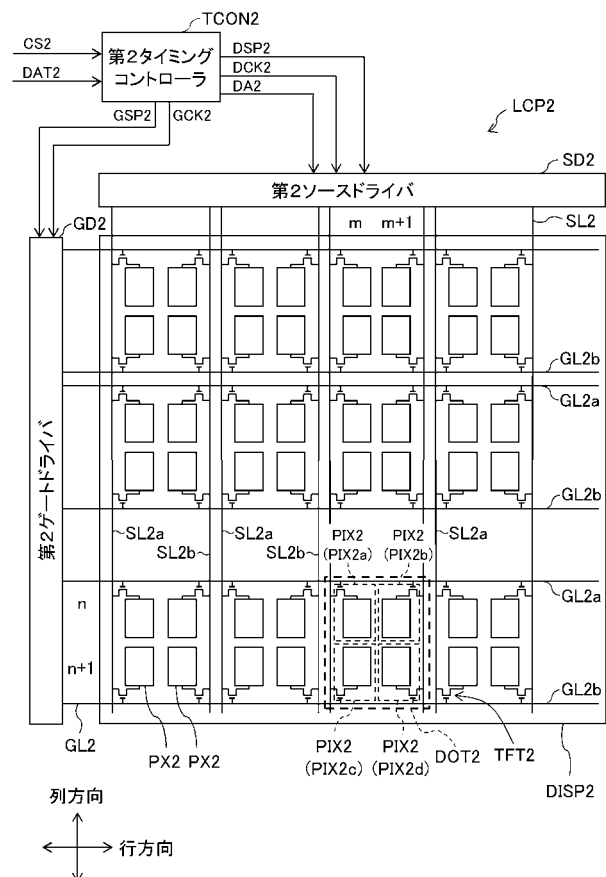 TCON2
CS2
DAT2
第2タイミング
コントローラ
DSP2
DCK2
DA2
GSP2
GCK2
LCP2
SD2
第2ソースドライバ
GD2
m
m+1
SL2
第2ゲートドライバ
GL2b
GL2a
GL2b
SL2a
SL2b
SL2a
SL2b
PIX2
(PIX2a)
PIX2
(PIX2b)
SL2a
GL2a
n
n+1
GL2b
GL2
PX2
PX2
PIX2
(PIX2c)
PIX2
(PIX2d)
DOT2
TFT2
DISP2
列方向
行方向